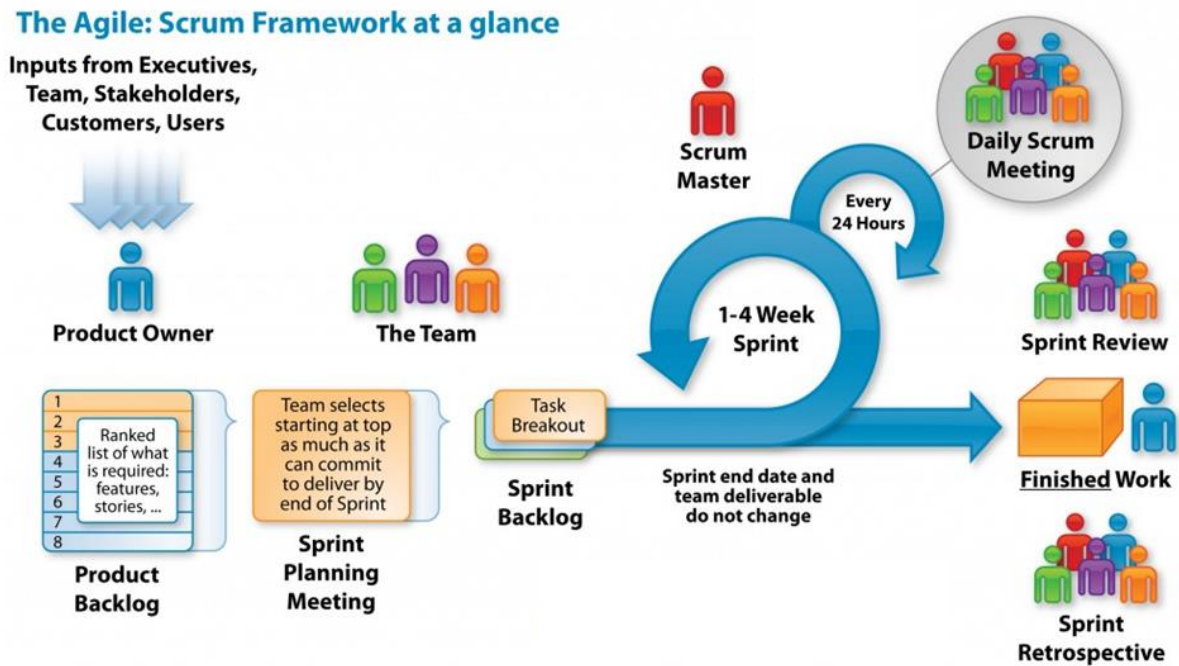 The Agile: Scrum Framework at a glance
Inputs from Executives,
Team, Stakeholders,
Customers, Users
Product Owner
The Team
Scrum
Master
Every
24 Hours
Daily Scrum
Meeting
1-4 Week
Sprint
Sprint Review
1
2
3
4
5
6
7
8
Ranked
list of what
is required:
features,
stories, ...
Product
Backlog
Team selects
starting at top
as much as it
can commit
to deliver by
end of Sprint
Sprint
Planning
Meeting
Task
Breakout
Sprint
Backlog
Sprint end date and
team deliverable
do not change
Finished Work
Sprint
Retrospective